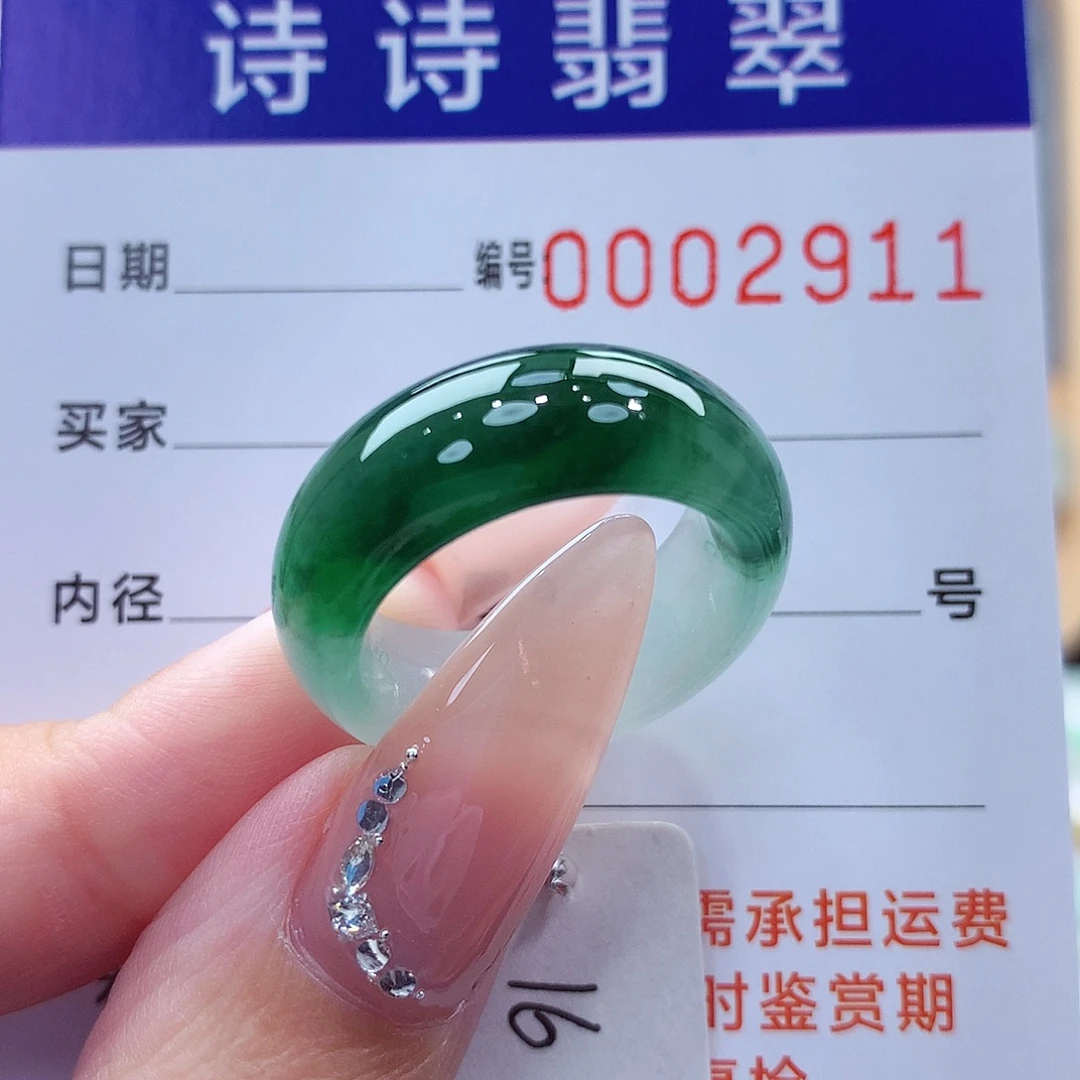 诗诗翡翠
日期 编号0002911
买家
内径 号
需承担运费
时鉴赏期
16